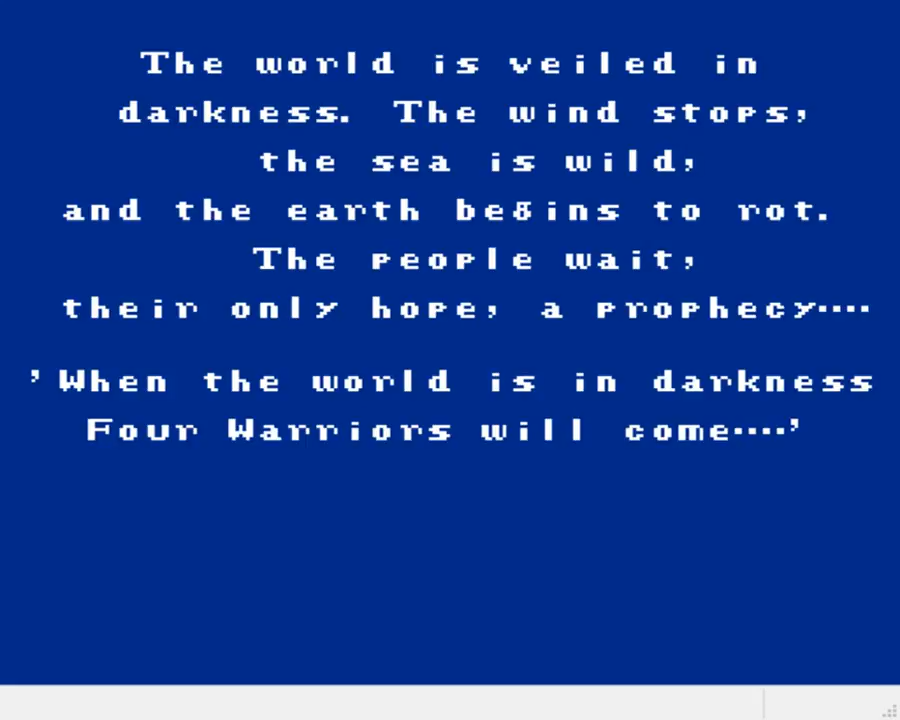 The world is veiled in
darkness. The wind stops,
the sea is wild,
and the earth begins to rot.
The people wait,
their only hope, a prophecy····
'When the world is in darkness
Four Warriors will come····'